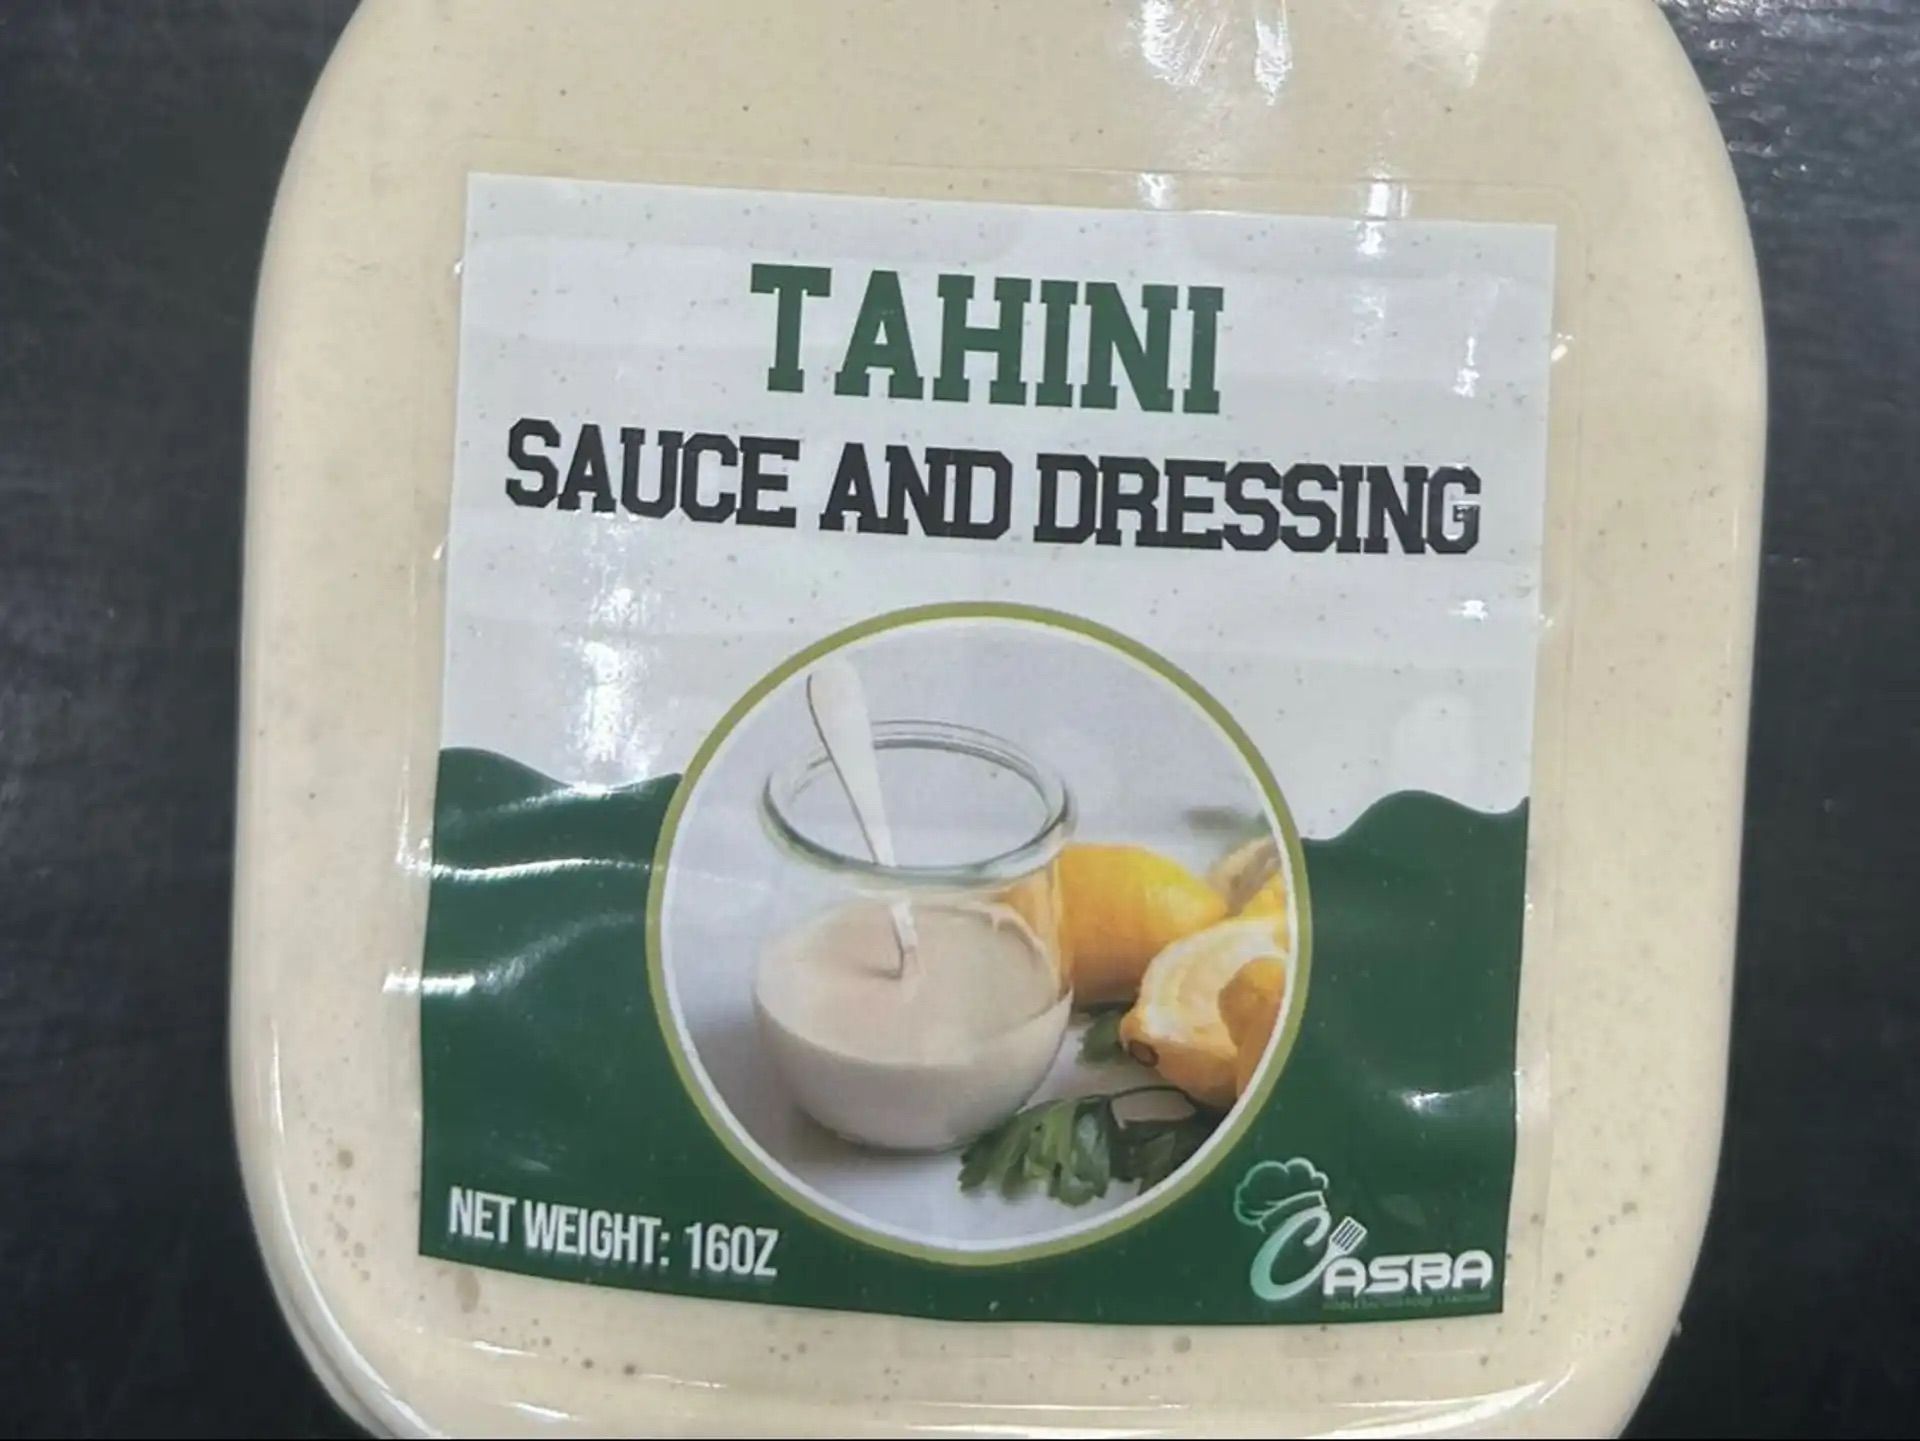 TAHINI
SAUCE AND DRESSING
NET WEIGHT: 16OZ
CASBA